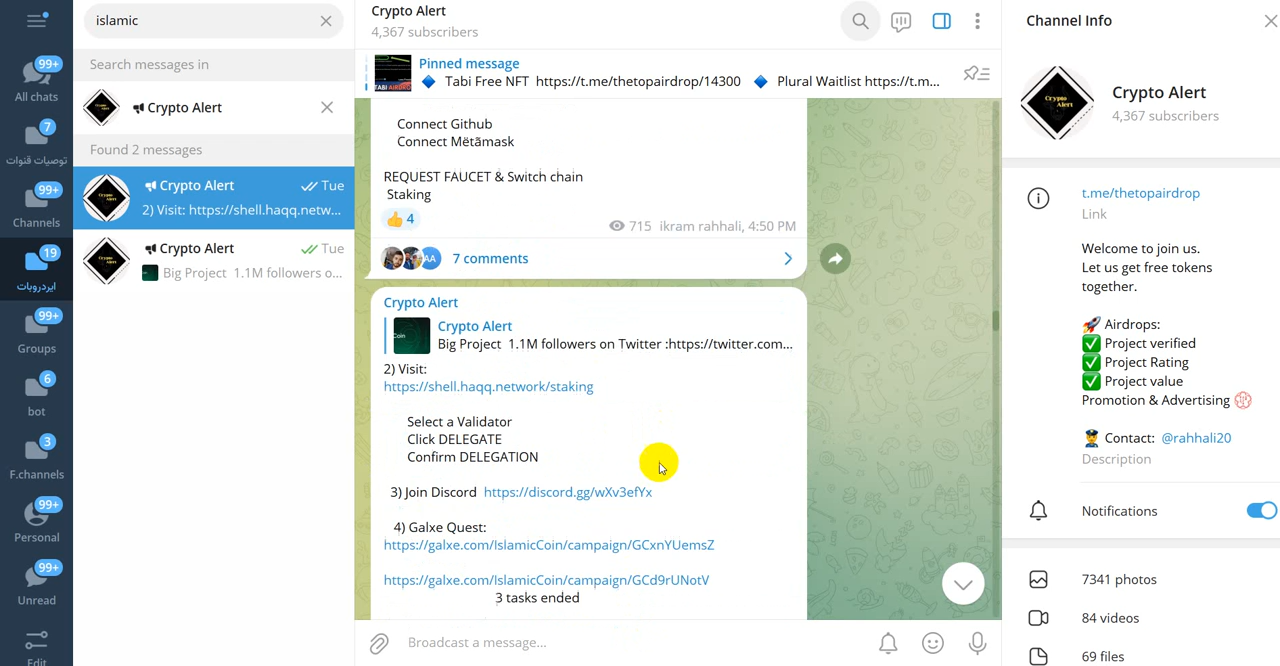 99+
All chats
7
توصيات قنوات
99+
Channels
19
ايردروبات
99+
Groups
6
bot
3
F.channels
99+
Personal
99+
Unread
Edit
islamic
Search messages in
Crypto Alert
Found 2 messages
Crypto Alert Tue
2) Visit: https://shell.haqq.netw...
Crypto Alert Tue
Big Project 1.1M followers o...
Crypto Alert
4,367 subscribers
Pinned message
Tabi Free NFT https://t.me/thetopairdrop/14300 Plural Waitlist https://t.m...
Connect Github
Connect Mëtãmask
REQUEST FAUCET & Switch chain
Staking
4
715 ikram rahhali, 4:50 PM
AA 7 comments
Crypto Alert
Crypto Alert
Big Project 1.1M followers on Twitter :https://twitter.com...
2) Visit:
https://shell.haqq.network/staking
Select a Validator
Click DELEGATE
Confirm DELEGATION
3) Join Discord https://discord.gg/wXv3efYx
4) Galxe Quest:
https://galxe.com/IslamicCoin/campaign/GCxnYUemsZ
https://galxe.com/IslamicCoin/campaign/GCd9rUNotV
3 tasks ended
Broadcast a message...
Channel Info
Crypto Alert
4,367 subscribers
t.me/thetopairdrop
Link
Welcome to join us.
Let us get free tokens
together.
🚀 Airdrops:
✅ Project verified
✅ Project Rating
✅ Project value
Promotion & Advertising
Contact: @rahhali20
Description
Notifications
7341 photos
84 videos
69 files